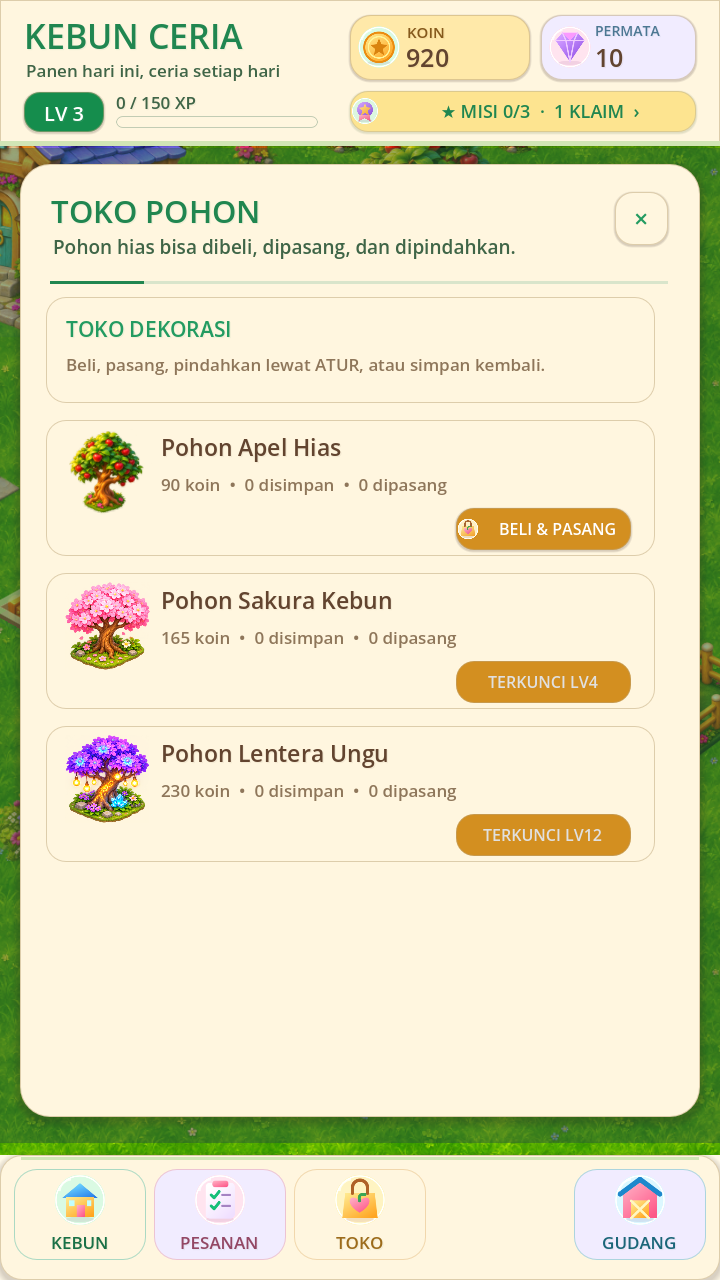 KEBUN CERIA
Panen hari ini, ceria setiap hari
LV 3
0 / 150 XP
KOIN
920
PERMATA
10
★ MISI 0/3 · 1 KLAIM ›
TOKO POHON
Pohon hias bisa dibeli, dipasang, dan dipindahkan.
×
TOKO DEKORASI
Beli, pasang, pindahkan lewat ATUR, atau simpan kembali.
Pohon Apel Hias
90 koin • 0 disimpan • 0 dipasang
BELI & PASANG
Pohon Sakura Kebun
165 koin • 0 disimpan • 0 dipasang
TERKUNCI LV4
Pohon Lentera Ungu
230 koin • 0 disimpan • 0 dipasang
TERKUNCI LV12
KEBUN
PESANAN
TOKO
GUDANG